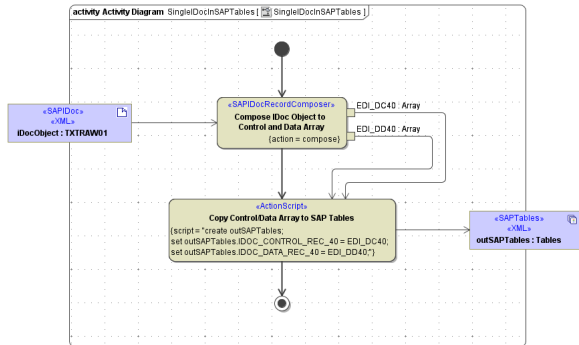 activity Activity Diagram SingleIDocInSAPTables [ SingleIDocInSAPTables ]
«SAPIDocRecordComposer»
Compose IDoc Object to
Control and Data Array
{action = compose}
EDI_DC40 : Array
EDI_DD40 : Array
«SAPIDoc»
«XML»
iDocObject : TXTRAW01
«ActionScript»
Copy Control/Data Array to SAP Tables
{script = "create outSAPTables;
set outSAPTables.IDOC_CONTROL_REC_40 = EDI_DC40;
set outSAPTables.IDOC_DATA_REC_40 = EDI_DD40;"}
«SAPTables»
«XML»
outSAPTables : Tables